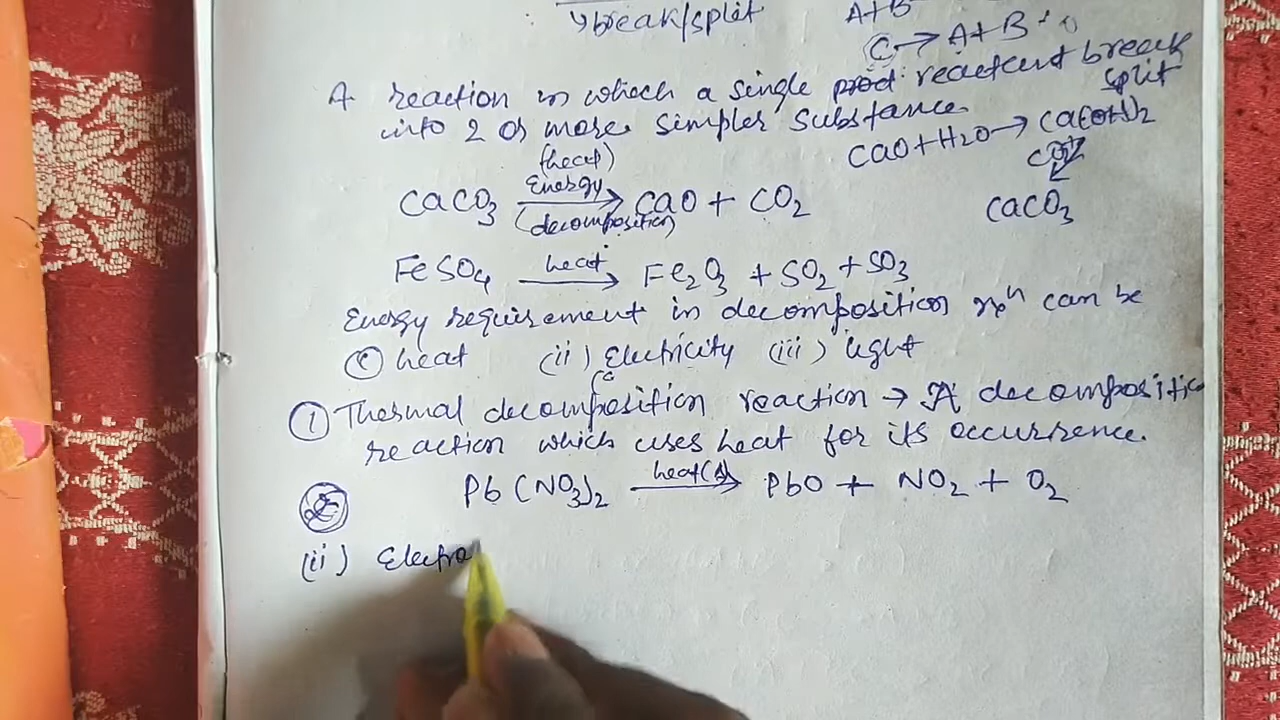 break/split
A+B
C → A+ B
A reaction in which a single reactent break
split
into 2 or more simpler substance.
CaO + H2O → Ca(OH)2
CO2
CaCO3
(heat)
Energy
CaCO3 → CaO + CO2
(decomposition)
FeSO4 heat → Fe2O3 + SO2 + SO3
Energy requirement in decomposition rxn can be
heat (ii) Electricity (iii) light
① Thermal decomposition reaction → A decompositio
reaction which uses heat for its occurrence.
Pb (NO3)2 heat(Δ) → PbO + NO2 + O2
(ii) Electro